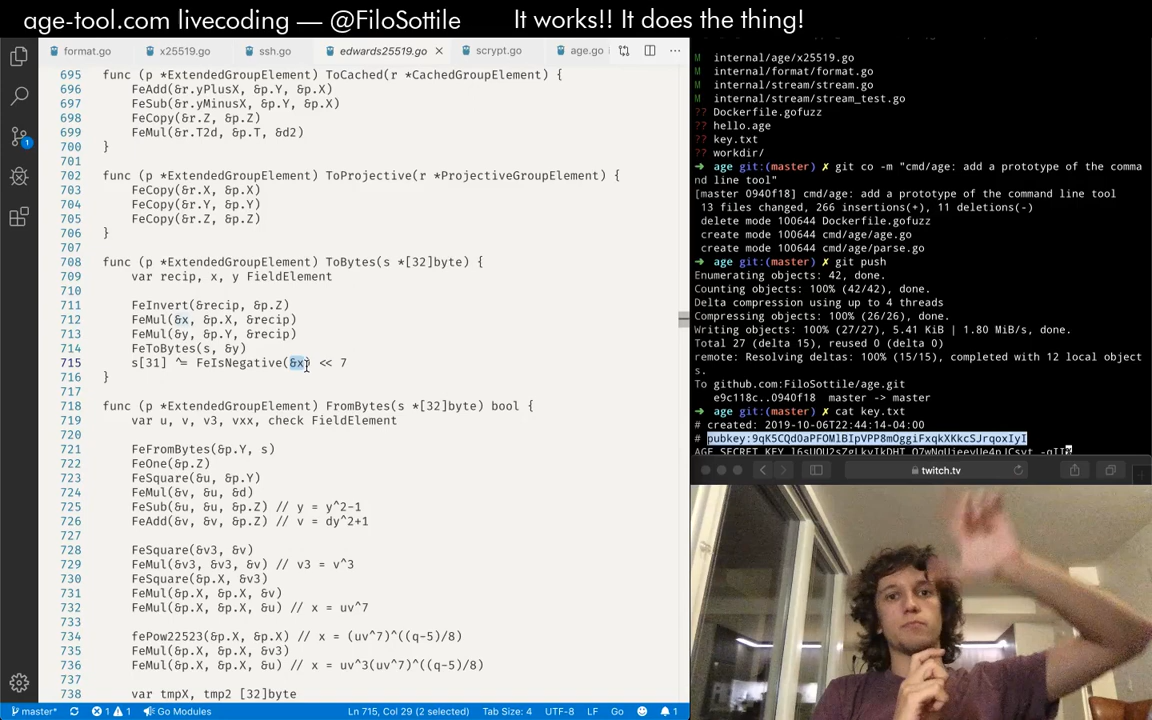 age-tool.com livecoding — @FiloSottile
It works!! It does the thing!
format.go
x25519.go
ssh.go
edwards25519.go
scrypt.go
age.go
695 func (p *ExtendedGroupElement) ToCached(r *CachedGroupElement) {
696 FeAdd(&r.yPlusX, &p.Y, &p.X)
697 FeSub(&r.yMinusX, &p.Y, &p.X)
698 FeCopy(&r.Z, &p.Z)
699 FeMul(&r.T2d, &p.T, &d2)
700 }
701
702 func (p *ExtendedGroupElement) ToProjective(r *ProjectiveGroupElement) {
703 FeCopy(&r.X, &p.X)
704 FeCopy(&r.Y, &p.Y)
705 FeCopy(&r.Z, &p.Z)
706 }
707
708 func (p *ExtendedGroupElement) ToBytes(s *[32]byte) {
709 var recip, x, y FieldElement
710
711 FeInvert(&recip, &p.Z)
712 FeMul(&x, &p.X, &recip)
713 FeMul(&y, &p.Y, &recip)
714 FeToBytes(s, &y)
715 s[31] ^= FeIsNegative(&x) << 7
716 }
717
718 func (p *ExtendedGroupElement) FromBytes(s *[32]byte) bool {
719 var u, v, v3, vxx, check FieldElement
720
721 FeFromBytes(&p.Y, s)
722 FeOne(&p.Z)
723 FeSquare(&u, &p.Y)
724 FeMul(&v, &u, &d)
725 FeSub(&u, &u, &p.Z) // y = y^2-1
726 FeAdd(&v, &v, &p.Z) // v = dy^2+1
727
728 FeSquare(&v3, &v)
729 FeMul(&v3, &v3, &v) // v3 = v^3
730 FeSquare(&p.X, &v3)
731 FeMul(&p.X, &p.X, &v)
732 FeMul(&p.X, &p.X, &u) // x = uv^7
733
734 fePow22523(&p.X, &p.X) // x = (uv^7)^((q-5)/8)
735 FeMul(&p.X, &p.X, &v3)
736 FeMul(&p.X, &p.X, &u) // x = uv^3(uv^7)^((q-5)/8)
737
738 var tmpX, tmp2 [32]byte
master*
1 1
Go Modules
Ln 715, Col 29 (2 selected)
Tab Size: 4
UTF-8
LF
Go
1
M internal/age/x25519.go
M internal/format/format.go
M internal/stream/stream.go
M internal/stream/stream_test.go
?? Dockerfile.gofuzz
?? hello.age
?? key.txt
?? workdir/
➜ age git:(master) ✗ git co -m "cmd/age: add a prototype of the comma
nd line tool"
[master 0940f18] cmd/age: add a prototype of the command line tool
13 files changed, 266 insertions(+), 11 deletions(-)
delete mode 100644 Dockerfile.gofuzz
create mode 100644 cmd/age/age.go
create mode 100644 cmd/age/parse.go
➜ age git:(master) ✗ git push
Enumerating objects: 42, done.
Counting objects: 100% (42/42), done.
Delta compression using up to 4 threads
Compressing objects: 100% (26/26), done.
Writing objects: 100% (27/27), 5.41 KiB | 1.80 MiB/s, done.
Total 27 (delta 15), reused 0 (delta 0)
remote: Resolving deltas: 100% (15/15), completed with 12 local object
s.
To github.com:FiloSottile/age.git
e9c118c..0940f18 master -> master
➜ age git:(master) ✗ cat key.txt
# created: 2019-10-06T22:44:14-04:00
# pubkey:9qK5CQdOaPFOMlBIpVPP8mOggiFxqkXKkcSJrqoxIyI
twitch.tv